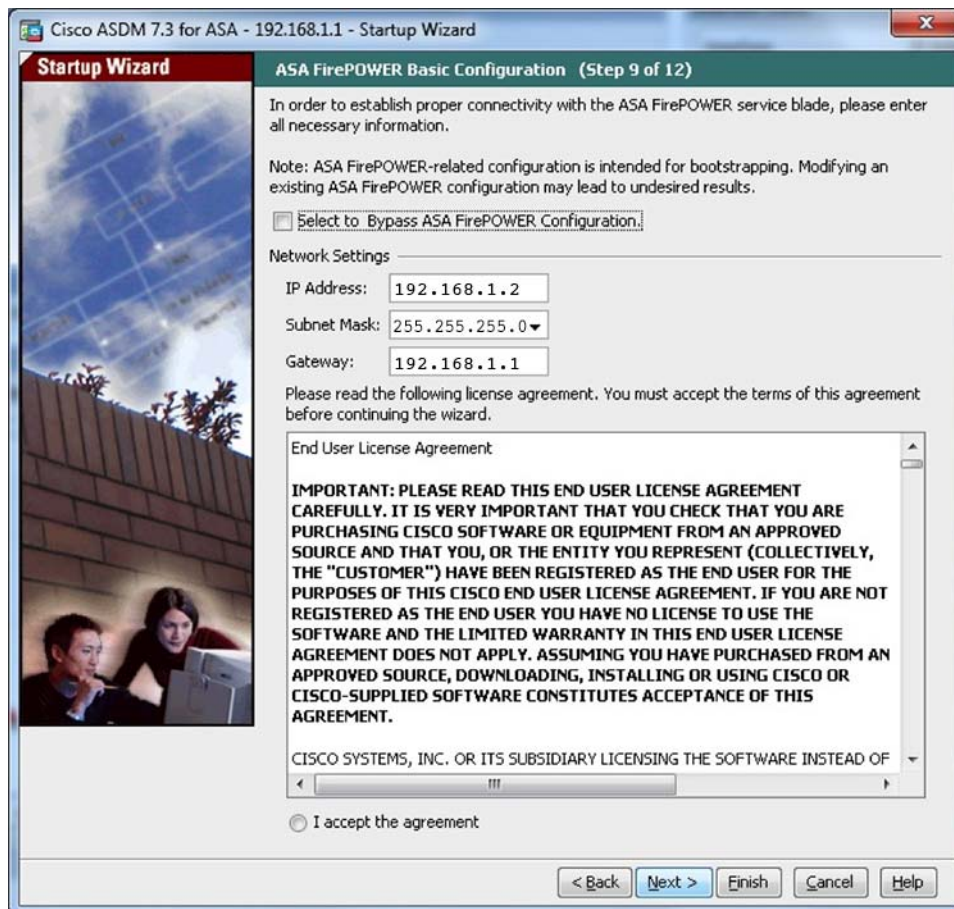 Cisco ASDM 7.3 for ASA - 192.168.1.1 - Startup Wizard
Startup Wizard
ASA FirePOWER Basic Configuration (Step 9 of 12)
In order to establish proper connectivity with the ASA FirePOWER service blade, please enter
all necessary information.
Note: ASA FirePOWER-related configuration is intended for bootstrapping. Modifying an
existing ASA FirePOWER configuration may lead to undesired results.
Select to Bypass ASA FirePOWER Configuration.
Network Settings
IP Address: 192.168.1.2
Subnet Mask: 255.255.255.0
Gateway: 192.168.1.1
Please read the following license agreement. You must accept the terms of this agreement
before continuing the wizard.
End User License Agreement
IMPORTANT: PLEASE READ THIS END USER LICENSE AGREEMENT
CAREFULLY. IT IS VERY IMPORTANT THAT YOU CHECK THAT YOU ARE
PURCHASING CISCO SOFTWARE OR EQUIPMENT FROM AN APPROVED
SOURCE AND THAT YOU, OR THE ENTITY YOU REPRESENT (COLLECTIVELY,
THE "CUSTOMER") HAVE BEEN REGISTERED AS THE END USER FOR THE
PURPOSES OF THIS CISCO END USER LICENSE AGREEMENT. IF YOU ARE NOT
REGISTERED AS THE END USER YOU HAVE NO LICENSE TO USE THE
SOFTWARE AND THE LIMITED WARRANTY IN THIS END USER LICENSE
AGREEMENT DOES NOT APPLY. ASSUMING YOU HAVE PURCHASED FROM AN
APPROVED SOURCE, DOWNLOADING, INSTALLING OR USING CISCO OR
CISCO-SUPPLIED SOFTWARE CONSTITUTES ACCEPTANCE OF THIS
AGREEMENT.
CISCO SYSTEMS, INC. OR ITS SUBSIDIARY LICENSING THE SOFTWARE INSTEAD OF
I accept the agreement
< Back Next > Finish Cancel Help